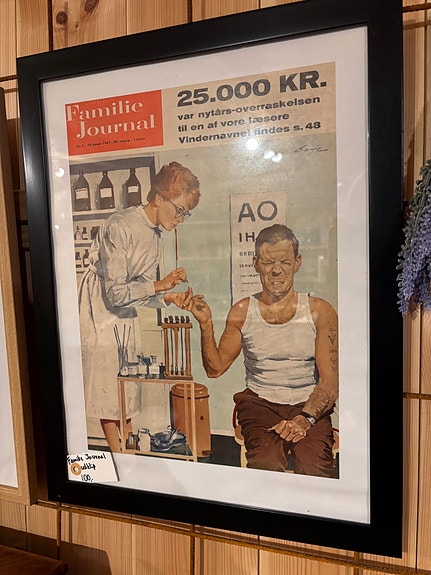 Familie
Journal
25.000 KR.
var nytårs-overraskelsen
til en af vore læsere
Vindernavnet findes s. 48
AO
IH
Familie Journal
100,-